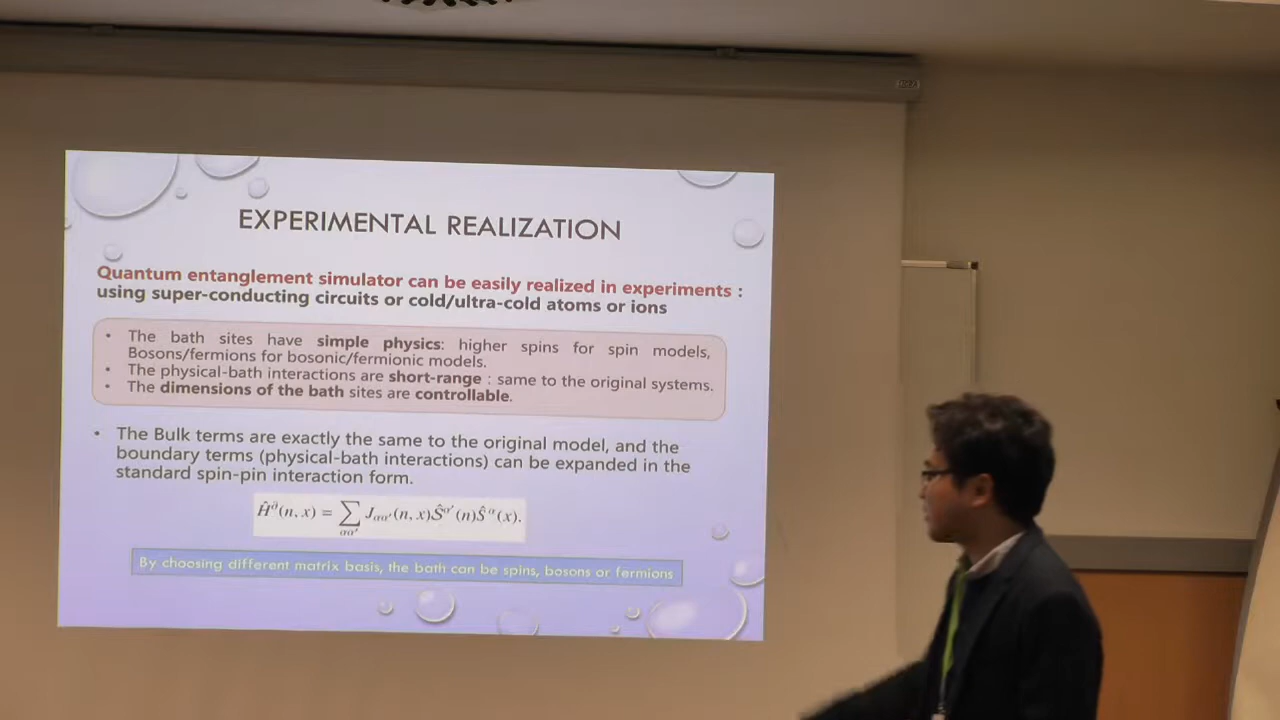 EXPERIMENTAL REALIZATION
Quantum entanglement simulator can be easily realized in experiments :
using super-conducting circuits or cold/ultra-cold atoms or ions
• The bath sites have simple physics: higher spins for spin models,
Bosons/fermions for bosonic/fermionic models.
• The physical-bath interactions are short-range : same to the original systems.
• The dimensions of the bath sites are controllable.
• The Bulk terms are exactly the same to the original model, and the
boundary terms (physical-bath interactions) can be expanded in the
standard spin-pin interaction form.
Ĥ^∂(n, x) = ∑_{αα'} J_{αα'}(n, x)Ŝ^{α'}(n)Ŝ^α(x).
By choosing different matrix basis, the bath can be spins, bosons or fermions